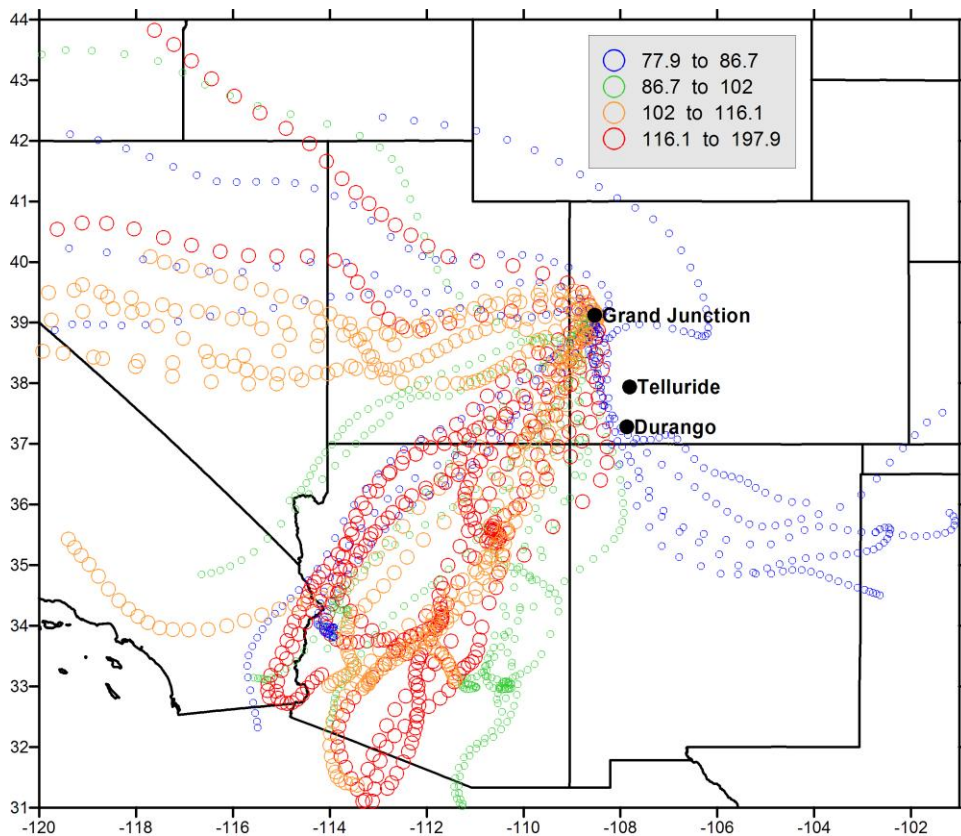 44
43
42
41
40
39
38
37
36
35
34
33
32
31
77.9 to 86.7
86.7 to 102
102 to 116.1
116.1 to 197.9
Grand Junction
Telluride
Durango
-120 -118 -116 -114 -112 -110 -108 -106 -104 -102